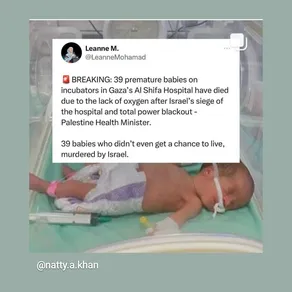 Leanne M.
@LeanneMohamad
🚨 BREAKING: 39 premature babies on
incubators in Gaza's Al Shifa Hospital have died
due to the lack of oxygen after Israel's siege of
the hospital and total power blackout -
Palestine Health Minister.
39 babies who didn't even get a chance to live,
murdered by Israel.
@natty.a.khan